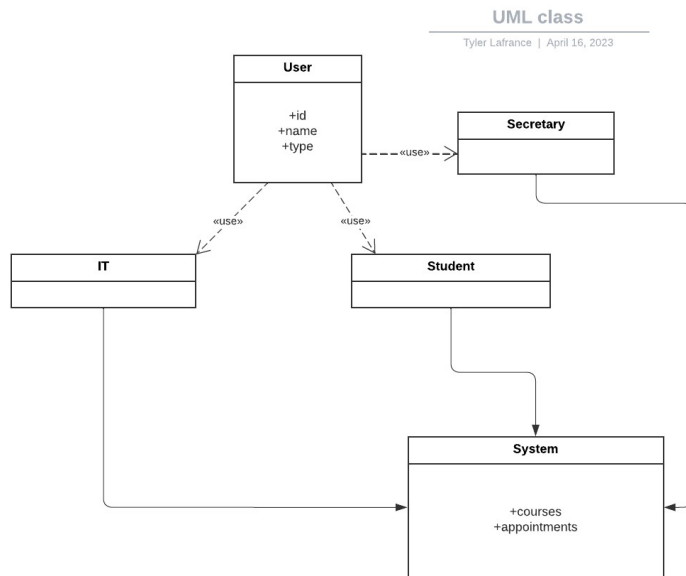 UML class
Tyler Lafrance | April 16, 2023
User
+id
+name
+type
«use»
Secretary
«use»
«use»
IT
Student
System
+courses
+appointments